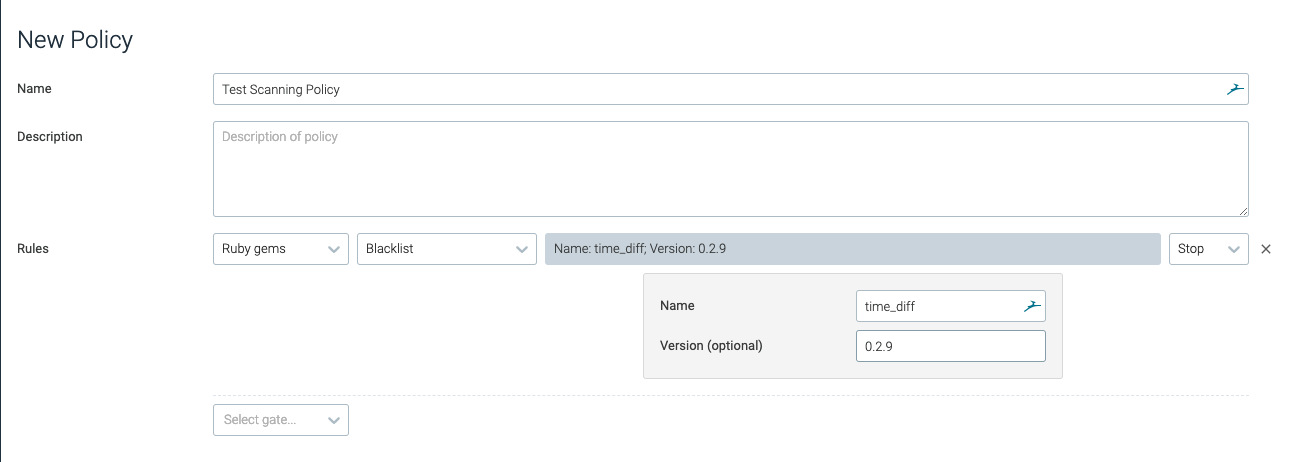 New Policy
Name
Test Scanning Policy
Description
Description of policy
Rules
Ruby gems
Blacklist
Name: time_diff; Version: 0.2.9
Stop
Name
time_diff
Version (optional)
0.2.9
Select gate...